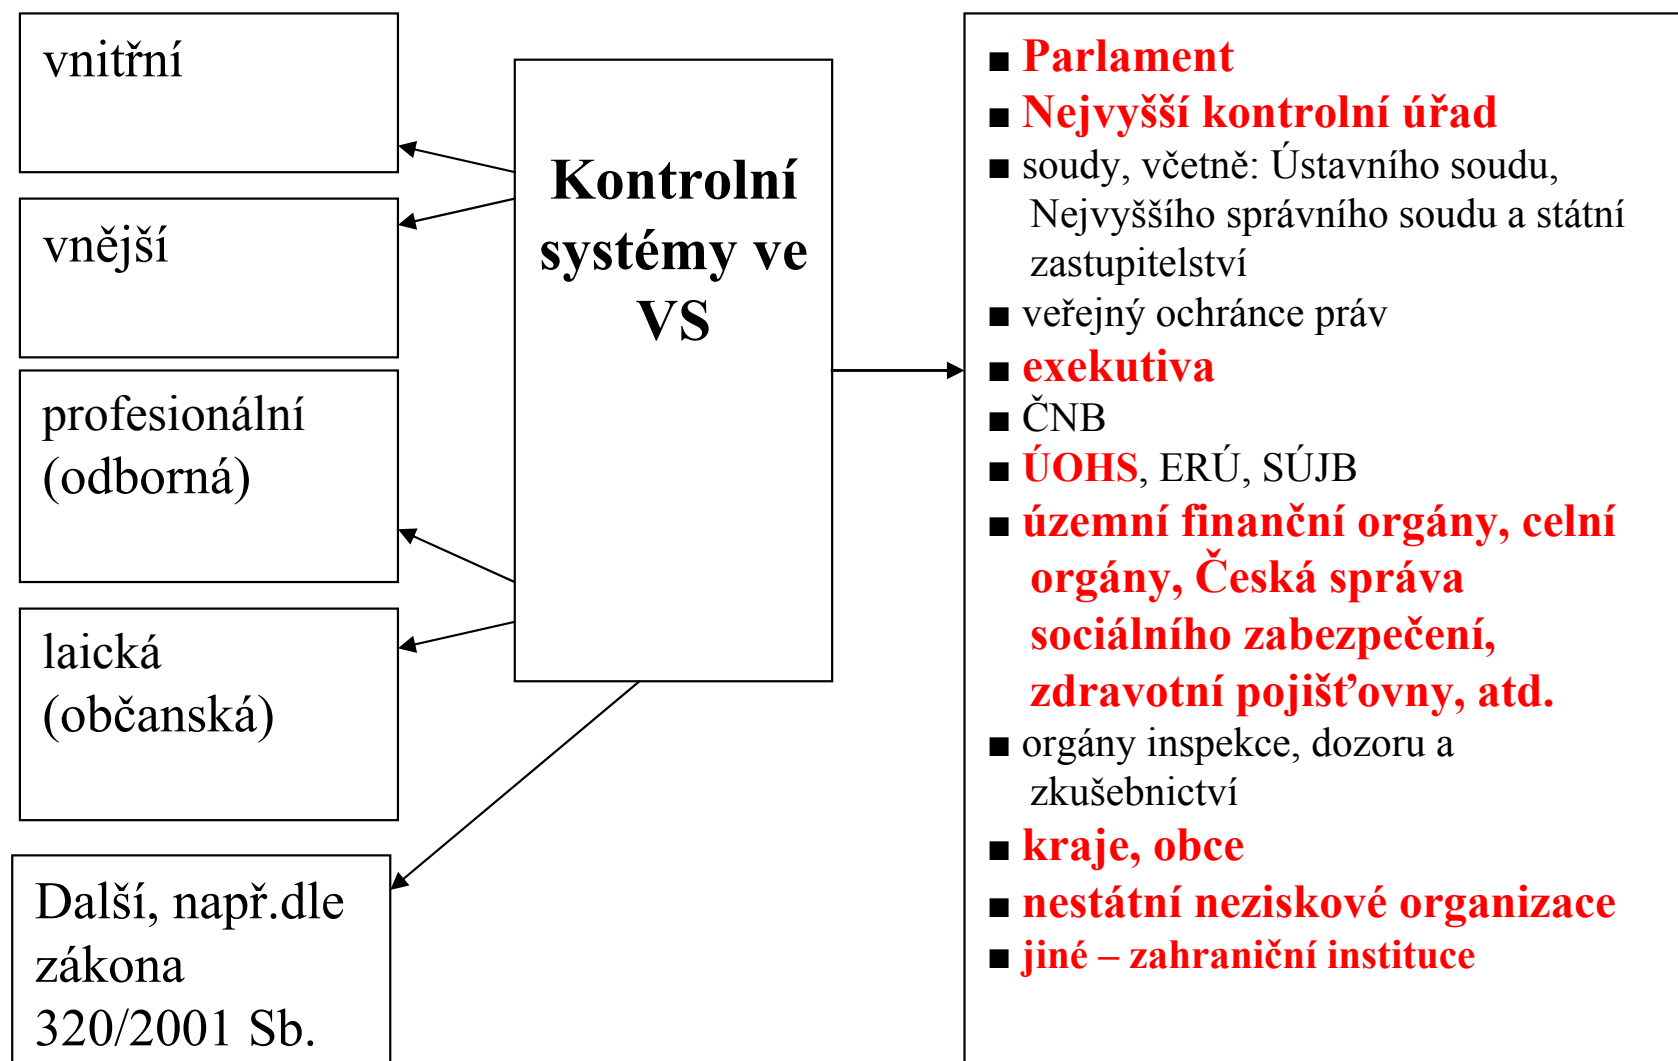 vnitřní
vnější
profesionální
(odborná)
laická
(občanská)
Další, např.dle
zákona
320/2001 Sb.
Kontrolní
systémy ve
VS
■ Parlament
■ Nejvyšší kontrolní úřad
■ soudy, včetně: Ústavního soudu,
Nejvyššího správního soudu a státní
zastupitelství
■ veřejný ochránce práv
■ exekutiva
■ ČNB
■ ÚOHS, ERÚ, SÚJB
■ územní finanční orgány, celní
orgány, Česká správa
sociálního zabezpečení,
zdravotní pojišťovny, atd.
■ orgány inspekce, dozoru a
zkušebnictví
■ kraje, obce
■ nestátní neziskové organizace
■ jiné – zahraniční instituce